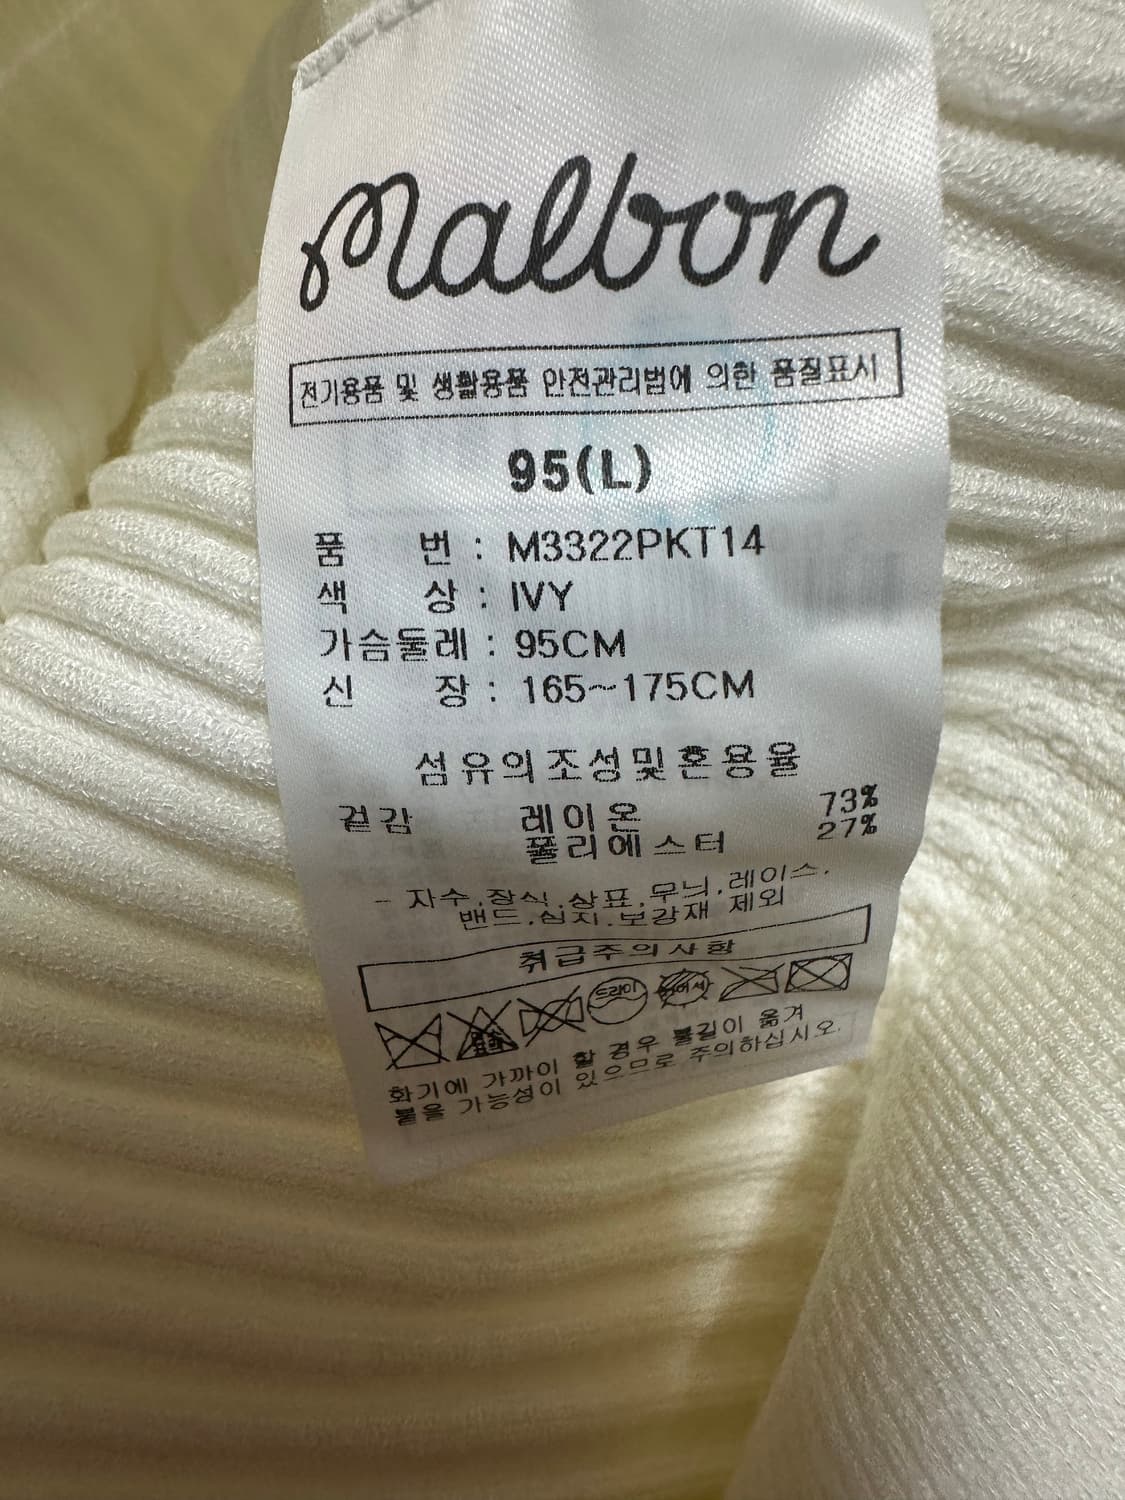 Malbon
전기용품 및 생활용품 안전관리법에 의한 품질표시
95(L)
품 번 : M3322PKT14
색 상 : IVY
가슴둘레 : 95CM
신 장 : 165~175CM
섬유의조성및혼용율
겉감 레이온 73%
폴리에스터 27%
- 자수.장식.상표.무늬.레이스.
밴드.심지.보강재 제외
취급주의사항
드라이
화기에 가까이 할 경우 불길이 옮겨
붙을 가능성이 있으므로 주의하십시오.